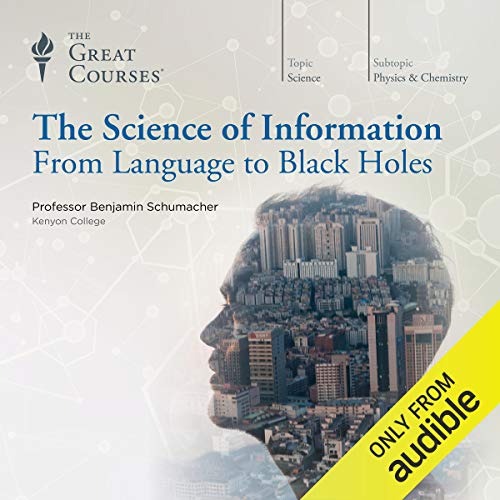 THE
GREAT
COURSES®
Topic
Science
Subtopic
Physics & Chemistry
The Science of Information
From Language to Black Holes
Professor Benjamin Schumacher
Kenyon College
ONLY FROM
audible